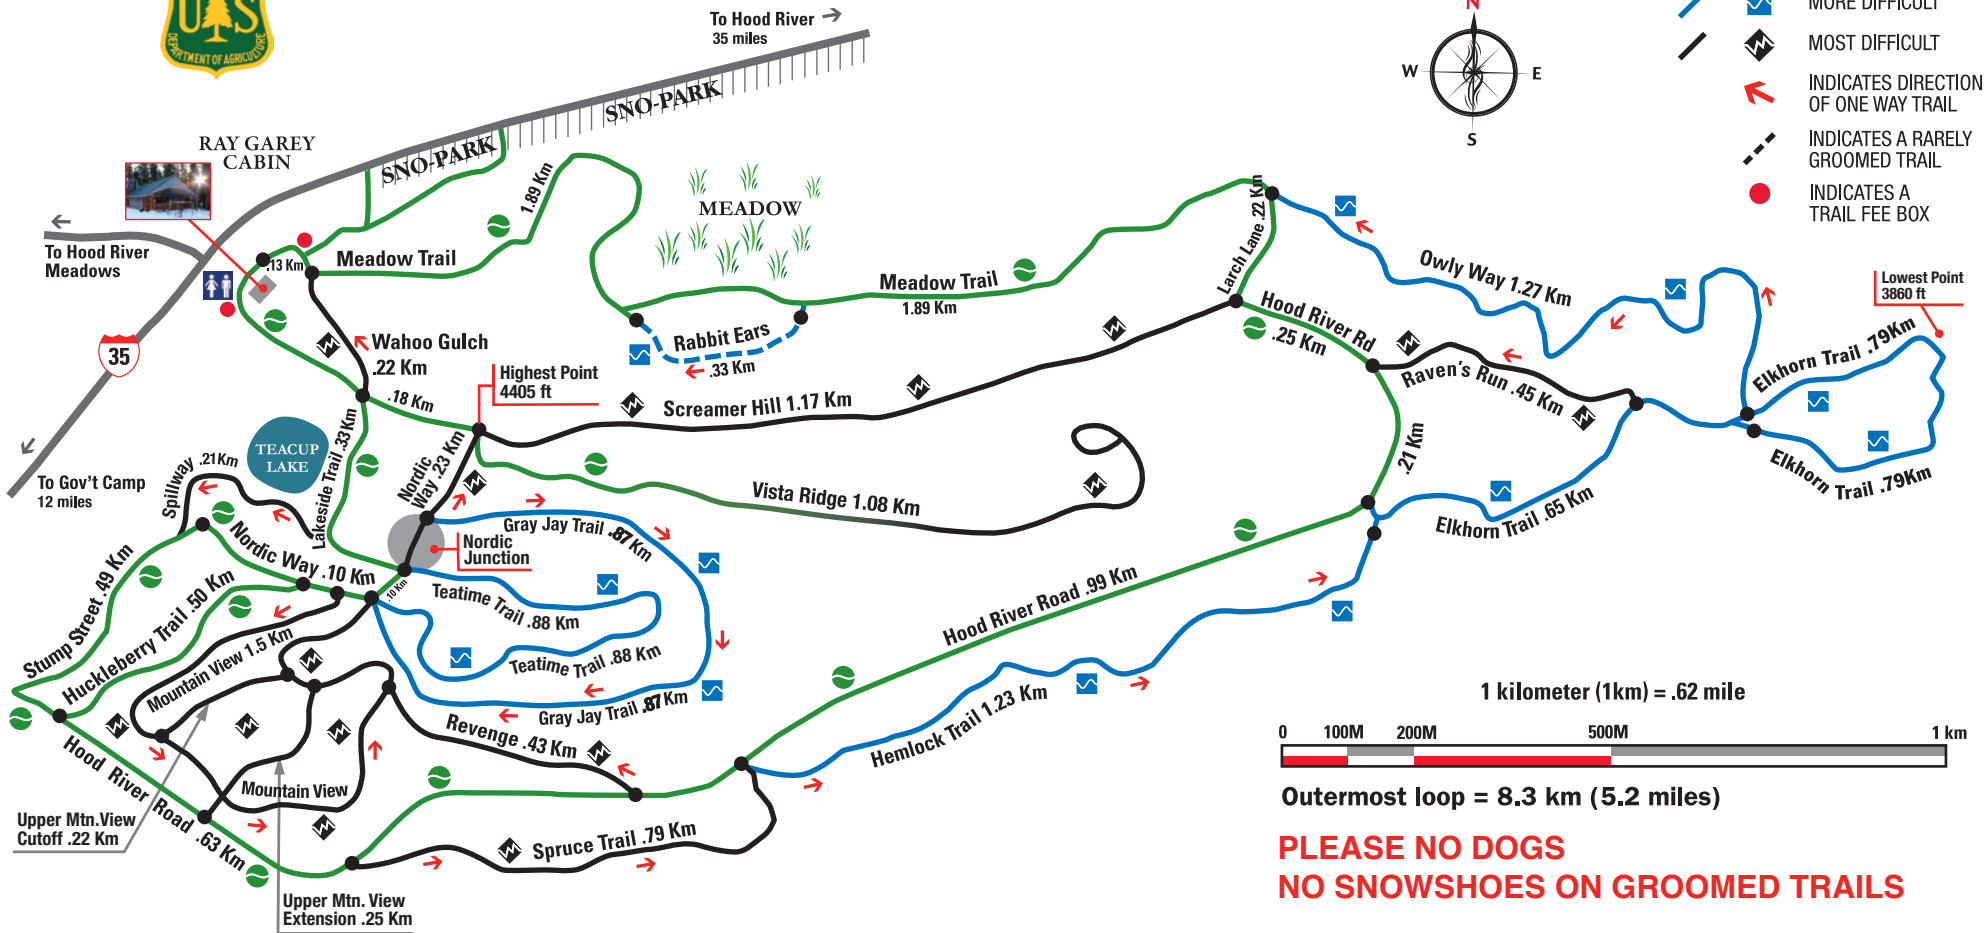 US
DEPARTMENT OF AGRICULTURE
To Hood River
35 miles
N
W
E
S
MORE DIFFICULT
MOST DIFFICULT
INDICATES DIRECTION
OF ONE WAY TRAIL
INDICATES A RARELY
GROOMED TRAIL
INDICATES A
TRAIL FEE BOX
SNO-PARK
SNO-PARK
RAY GAREY
CABIN
To Hood River
Meadows
.13 Km
Meadow Trail
1.89 Km
MEADOW
Meadow Trail
1.89 Km
Larch Lane .22 Km
Owly Way 1.27 Km
Lowest Point
3860 ft
35
Wahoo Gulch
.22 Km
Rabbit Ears
.33 Km
Hood River Rd
.25 Km
Raven's Run .45 Km
Elkhorn Trail .79Km
Elkhorn Trail .79Km
Highest Point
4405 ft
.18 Km
Screamer Hill 1.17 Km
.21 Km
TEACUP
LAKE
Lakeside Trail .33Km
Nordic
Way .23 Km
To Gov't Camp
12 miles
Spillway .21Km
Vista Ridge 1.08 Km
Elkhorn Trail .65 Km
Gray Jay Trail .87Km
Nordic
Junction
Nordic Way .10 Km
.10 Km
Teatime Trail .88 Km
Teatime Trail .88 Km
Gray Jay Trail .87Km
Stump Street .49 Km
Huckleberry Trail .50 Km
Mountain View 1.5 Km
Hood River Road .99 Km
Hemlock Trail 1.23 Km
Revenge .43 Km
Mountain View
Hood River Road .63 Km
Upper Mtn.View
Cutoff .22 Km
Spruce Trail .79 Km
Upper Mtn. View
Extension .25 Km
1 kilometer (1km) = .62 mile
0 100M 200M 500M 1 km
Outermost loop = 8.3 km (5.2 miles)
PLEASE NO DOGS
NO SNOWSHOES ON GROOMED TRAILS